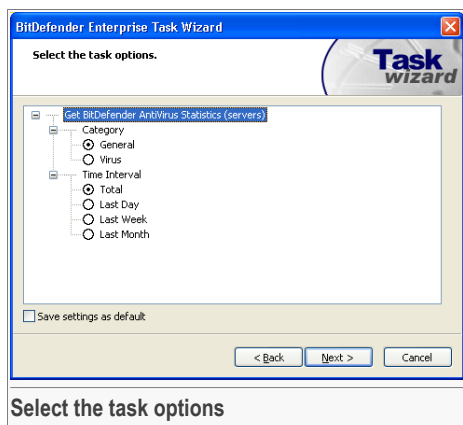 BitDefender Enterprise Task Wizard
Select the task options.
Task
wizard
Get BitDefender AntiVirus Statistics (servers)
Category
General
Virus
Time Interval
Total
Last Day
Last Week
Last Month
Save settings as default
< Back Next > Cancel
Select the task options